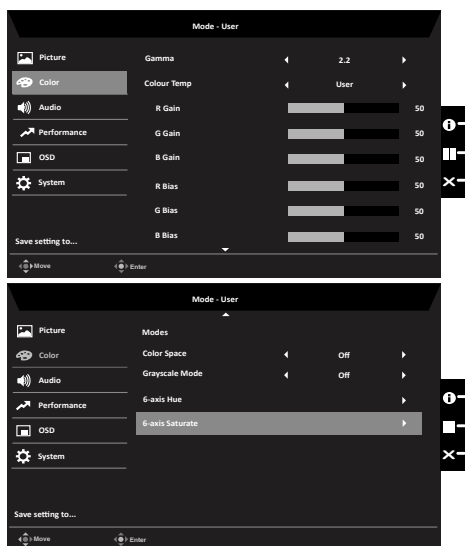 Mode - User
Picture
Gamma 2.2
Color
Colour Temp User
Audio
R Gain 50
Performance
G Gain 50
OSD
B Gain 50
System
R Bias 50
G Bias 50
B Bias 50
Save setting to...
Move Enter
Mode - User
Picture
Modes
Color
Color Space Off
Audio
Grayscale Mode Off
Performance
6-axis Hue
OSD
6-axis Saturate
System
Save setting to...
Move Enter